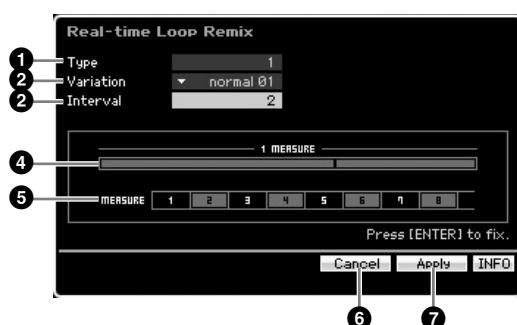 Real-time Loop Remix
1 Type 1
2 Variation normal 01
2 Interval 2
1 MEASURE
4
5 MEASURE 1 2 3 4 5 6 7 8
Press [ENTER] to fix.
Cancel Apply INFO
6 7